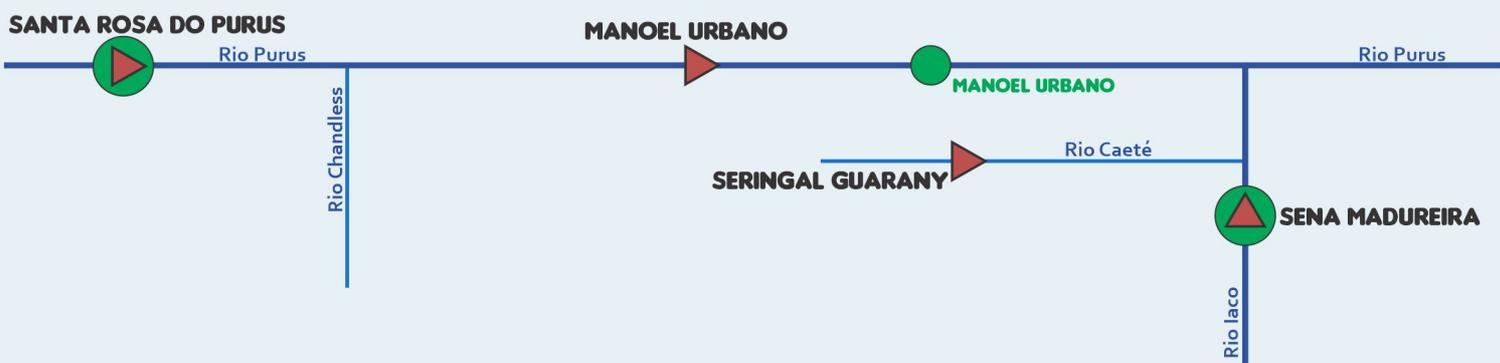 SANTA ROSA DO PURUS
MANOEL URBANO
Rio Purus
Rio Purus
MANOEL URBANO
Rio Chandless
Rio Caeté
SERINGAL GUARANY
SENA MADUREIRA
Rio Iaco